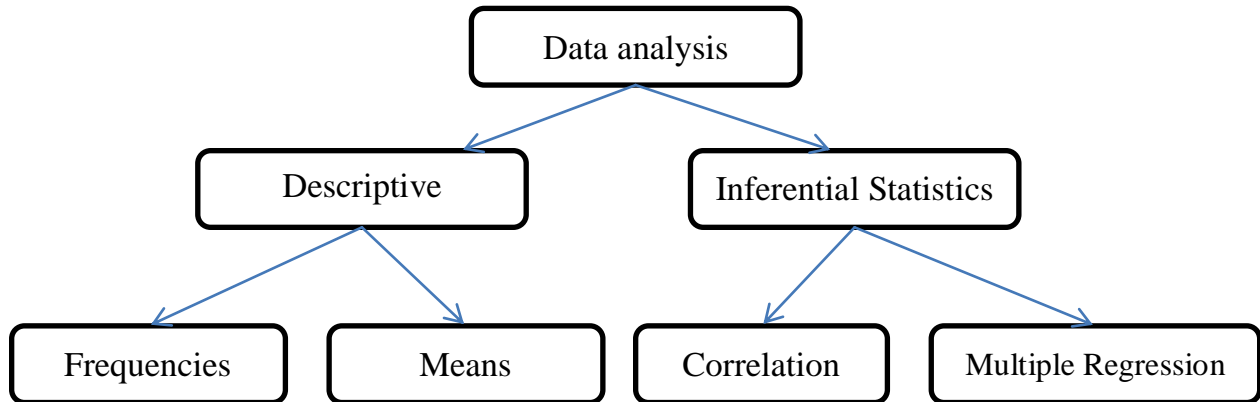 Data analysis
Descriptive
Inferential Statistics
Frequencies
Means
Correlation
Multiple Regression